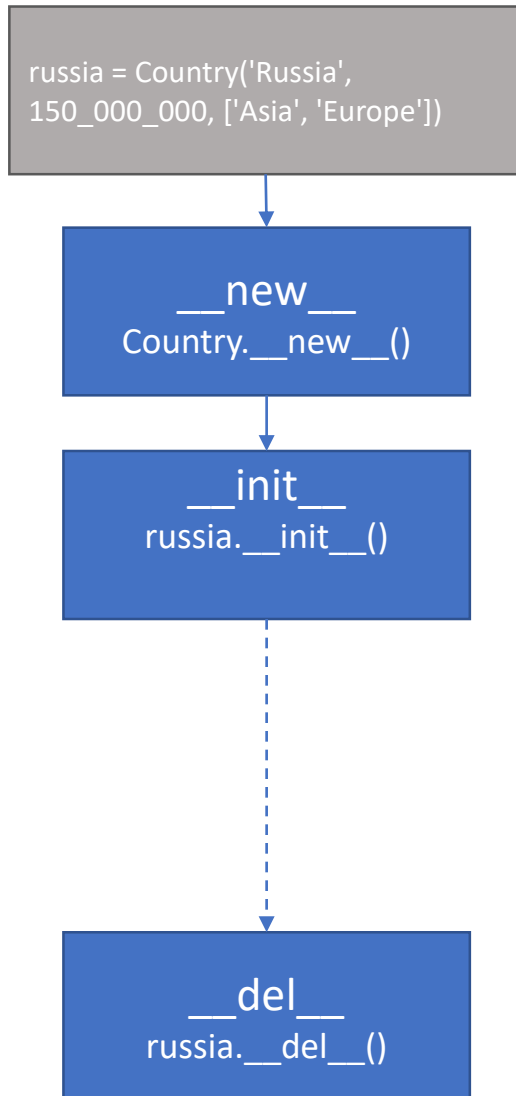 russia = Country('Russia',
150_000_000, ['Asia', 'Europe'])
__new__
Country.__new__()
__init__
russia.__init__()
__del__
russia.__del__()